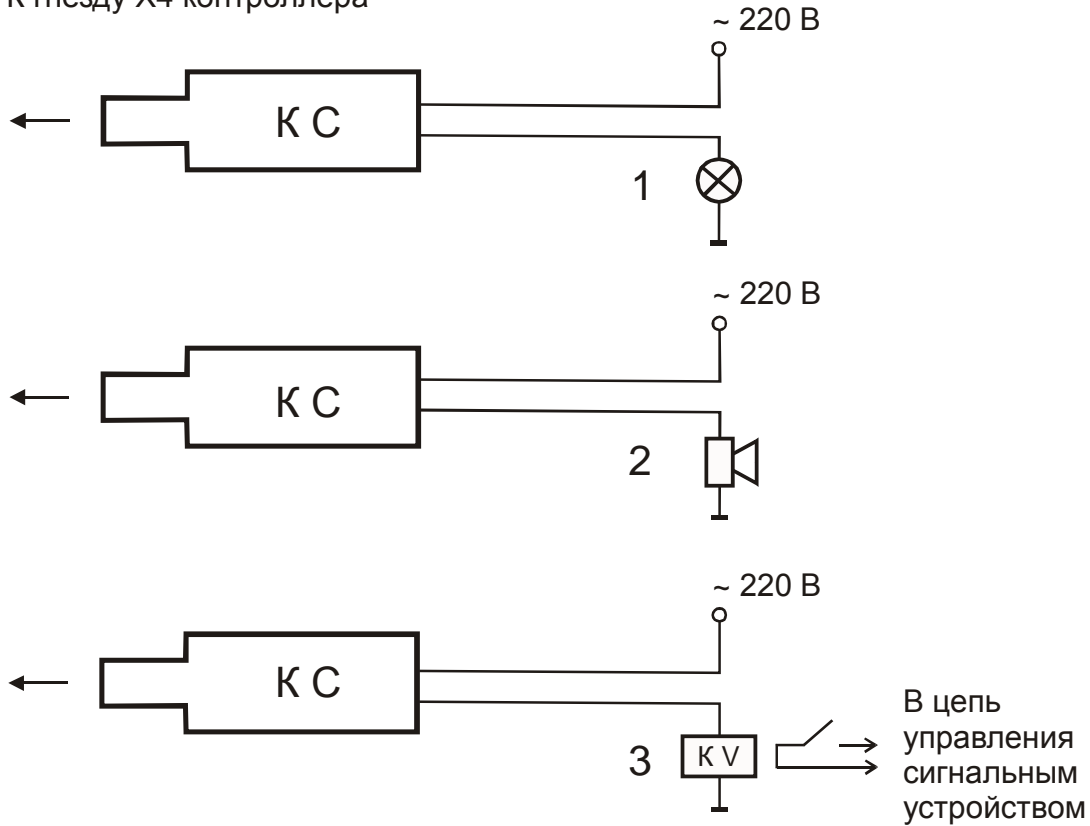 К гнезду Х4 контроллера
~ 220 В
К С
1
~ 220 В
К С
2
~ 220 В
К С
3
К V
В цепь
управления
сигнальным
устройством